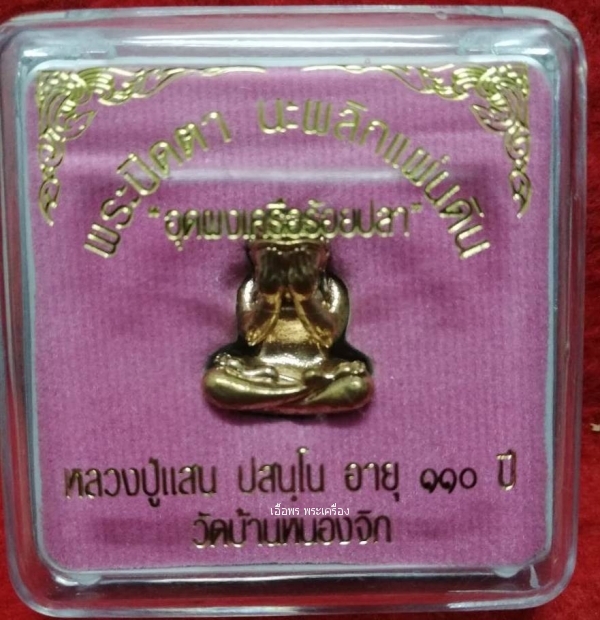 พระปิดตา นะพลิกแผ่นดิน
"อุดผงเครือร้อยปลา"
หลวงปู่แสน ปสนฺโน อายุ ๑๑๐ ปี
เอื้อพร พระเครื่อง
วัดบ้านหนองจิก